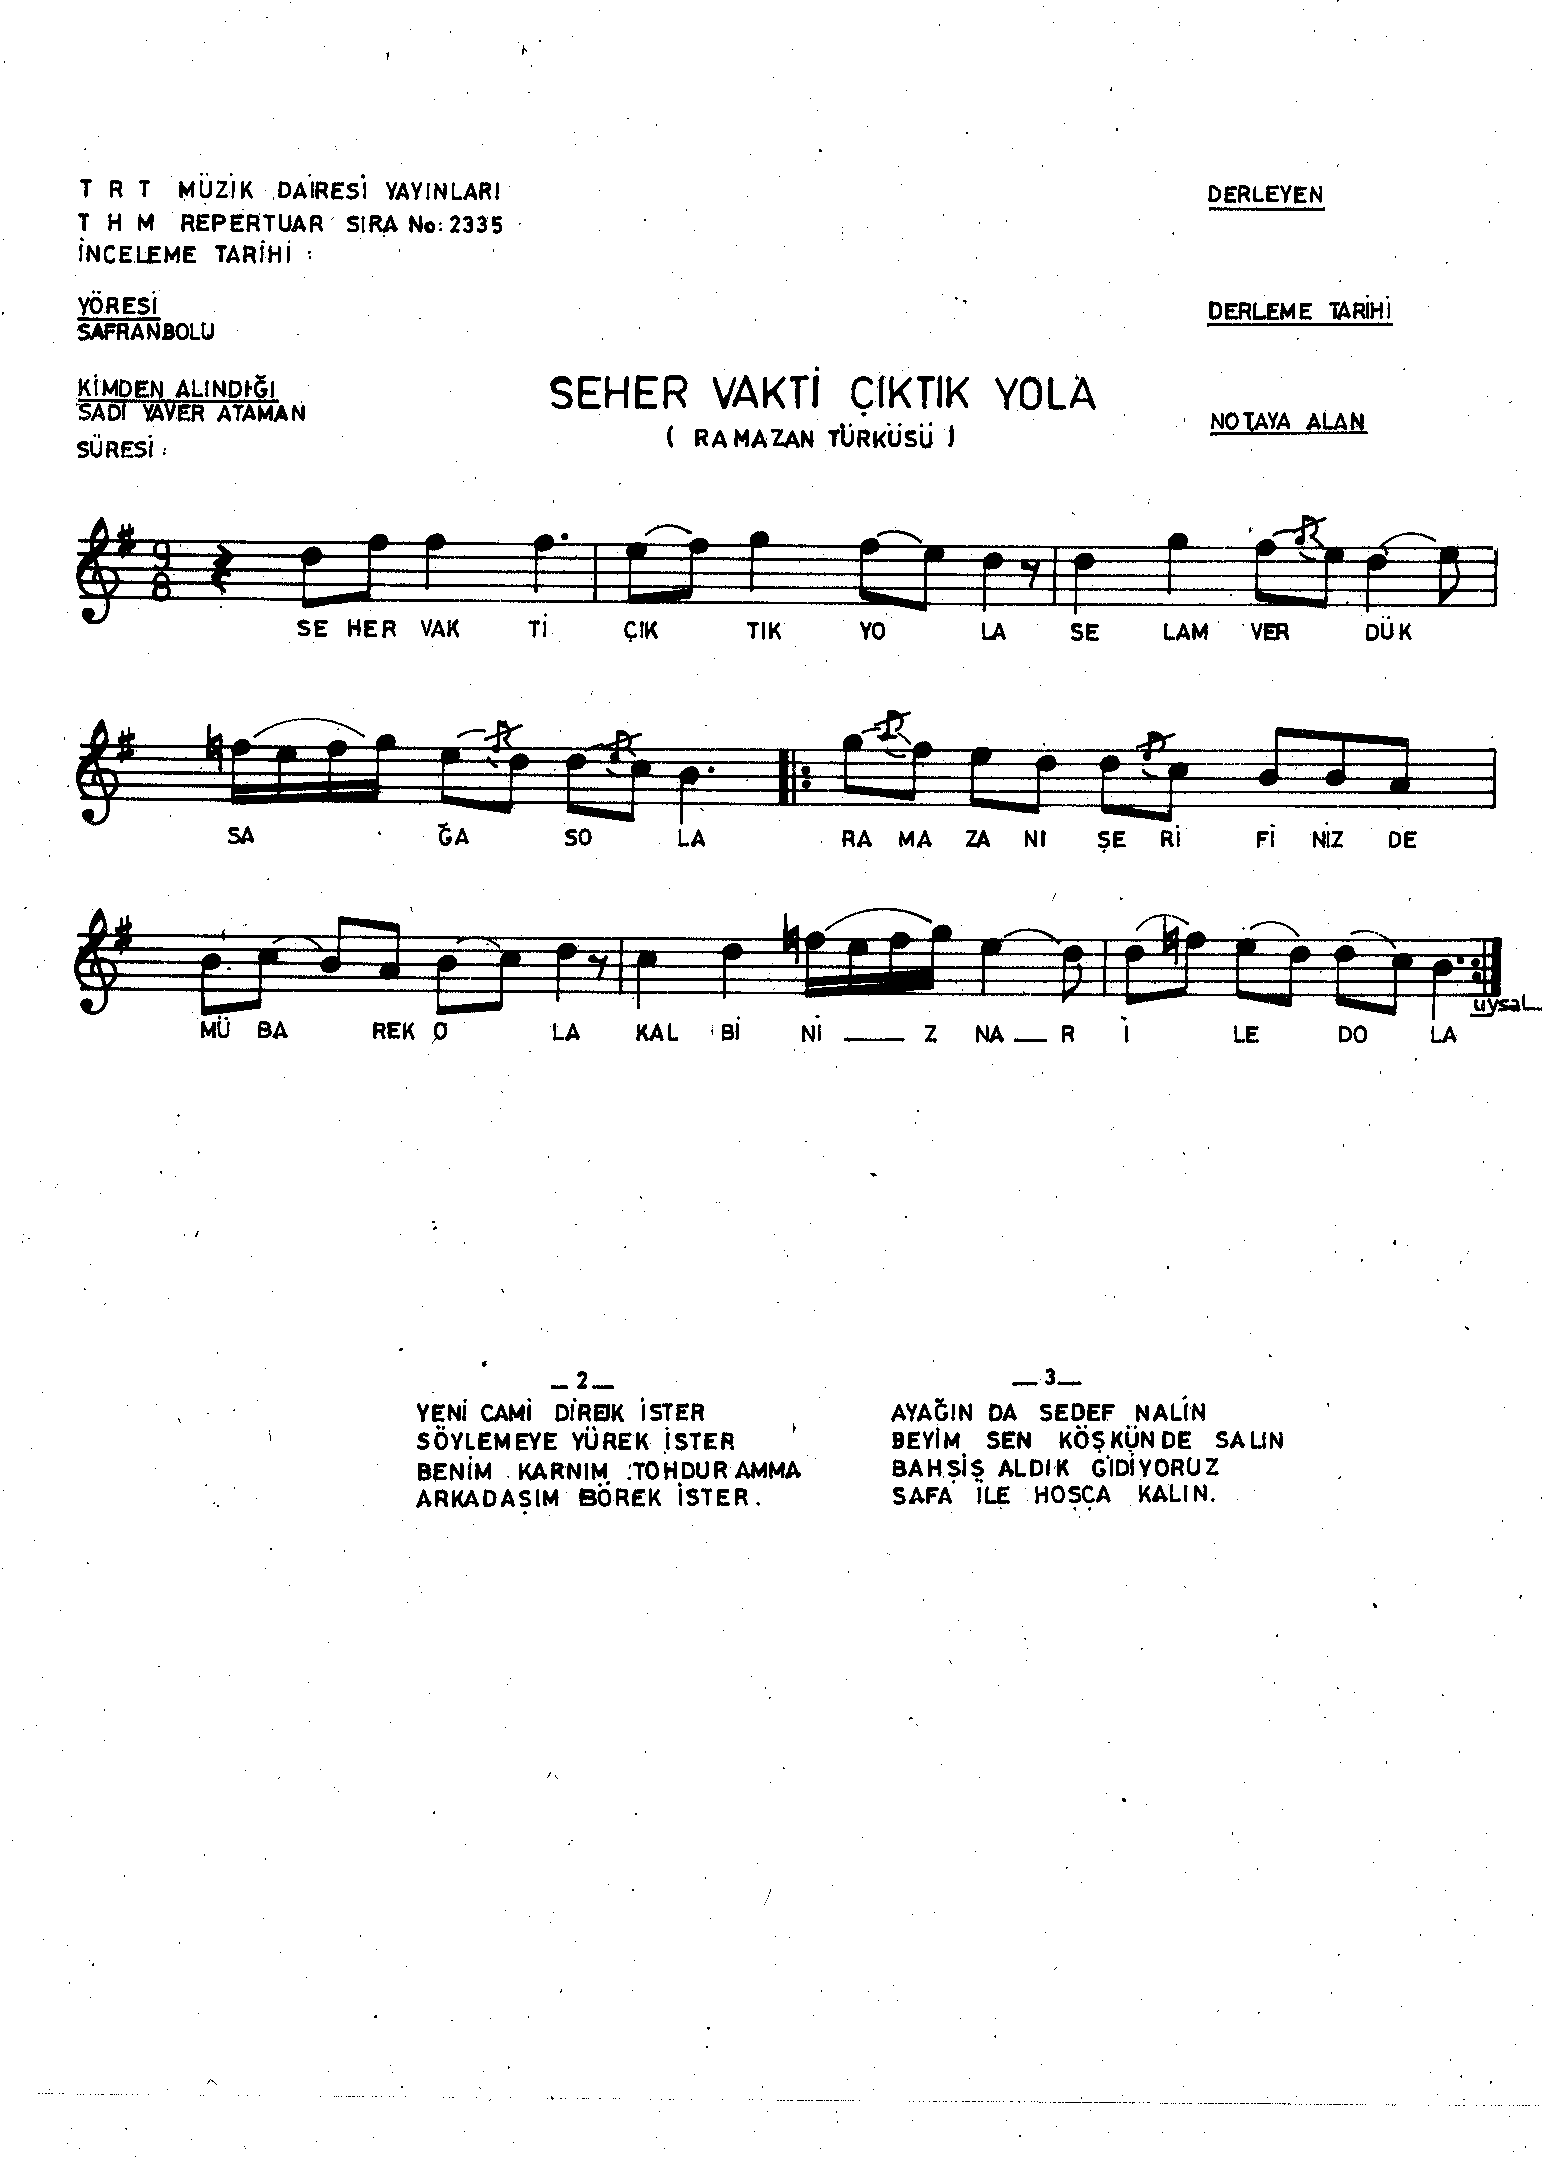 T R T MÜZİK DAİRESİ YAYINLARI
T H M REPERTUAR SIRA No: 2335
İNCELEME TARİHİ :
DERLEYEN
YÖRESİ
SAFRANBOLU
DERLEME TARİHİ
KİMDEN ALINDIĞI
SADİ YAVER ATAMAN
SÜRESİ :
SEHER VAKTİ ÇIKTIK YOLA
( RAMAZAN TÜRKÜSÜ )
NOTAYA ALAN
9
8
SE HER VAK Tİ ÇIK TIK YO LA SE LAM VER DÜK
SA ĞA SO LA RA MA ZA NI ŞE Rİ Fİ NİZ DE
MÜ BA REK O LA KAL Bİ Nİ __ Z NA __ R İ LE DO LA
uysal
_ 2 _
YENİ CAMİ DİREK İSTER
SÖYLEMEYE YÜREK İSTER
BENİM KARNIM TOHDUR AMMA
ARKADAŞIM BÖREK İSTER.
_ 3 _
AYAĞIN DA SEDEF NALİN
BEYİM SEN KÖŞKÜNDE SALIN
BAHŞİŞ ALDIK GİDİYORUZ
SAFA İLE HOŞÇA KALIN.